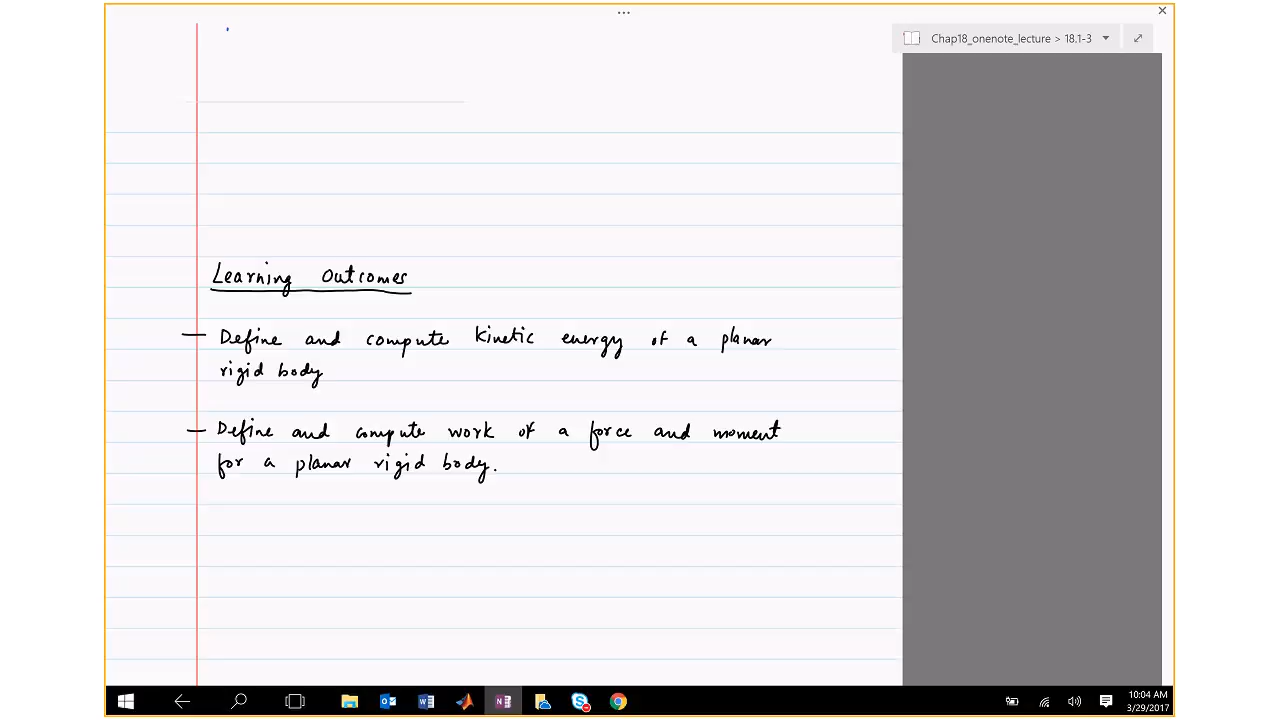 Chap18_onenote_lecture > 18.1-3
Learning Outcomes
— Define and compute kinetic energy of a planar
rigid body
— Define and compute work of a force and moment
for a planar rigid body.
10:04 AM
3/29/2017